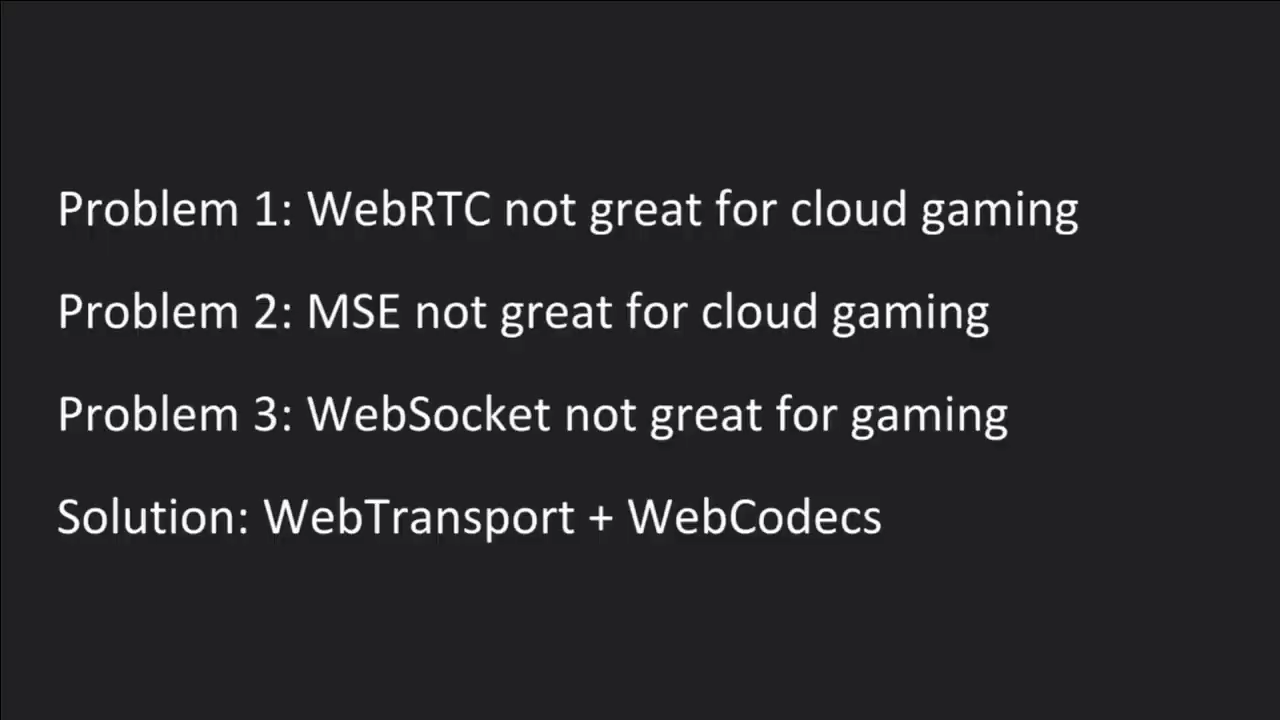 Problem 1: WebRTC not great for cloud gaming
Problem 2: MSE not great for cloud gaming
Problem 3: WebSocket not great for gaming
Solution: WebTransport + WebCodecs